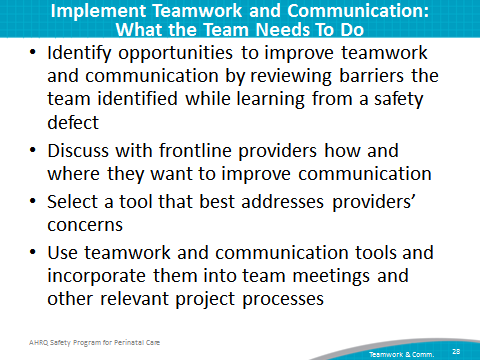 Implement Teamwork and Communication:
What the Team Needs To Do
• Identify opportunities to improve teamwork
and communication by reviewing barriers the
team identified while learning from a safety
defect
• Discuss with frontline providers how and
where they want to improve communication
• Select a tool that best addresses providers’
concerns
• Use teamwork and communication tools and
incorporate them into team meetings and
other relevant project processes
AHRQ Safety Program for Perinatal Care
Teamwork & Comm.
28